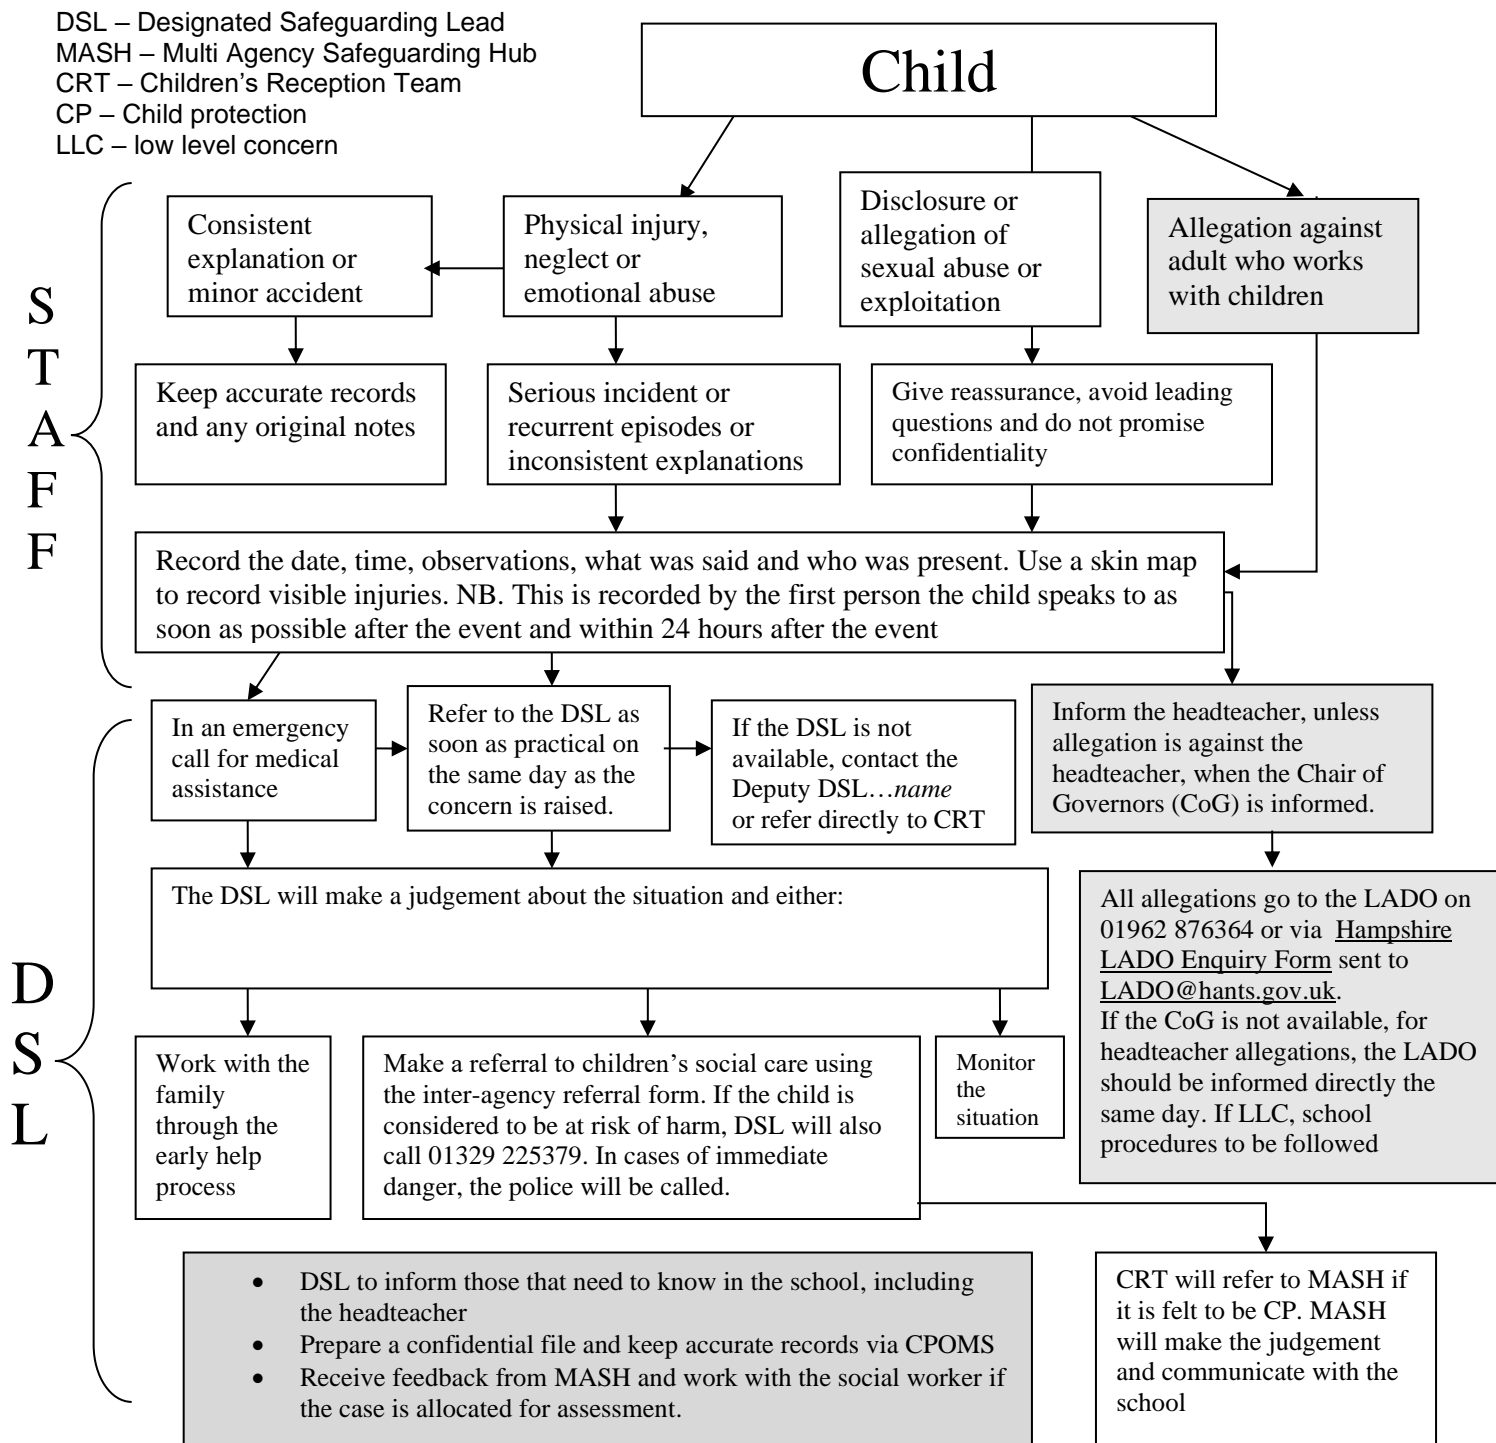 DSL – Designated Safeguarding Lead
MASH – Multi Agency Safeguarding Hub
CRT – Children's Reception Team
CP – Child protection
LLC – low level concern
Child
S
T
A
F
F
Consistent
explanation or
minor accident
Physical injury,
neglect or
emotional abuse
Disclosure or
allegation of
sexual abuse or
exploitation
Allegation against
adult who works
with children
Keep accurate records
and any original notes
Serious incident or
recurrent episodes or
inconsistent explanations
Give reassurance, avoid leading
questions and do not promise
confidentiality
Record the date, time, observations, what was said and who was present. Use a skin map
to record visible injuries. NB. This is recorded by the first person the child speaks to as
soon as possible after the event and within 24 hours after the event
D
S
L
In an emergency
call for medical
assistance
Refer to the DSL as
soon as practical on
the same day as the
concern is raised.
If the DSL is not
available, contact the
Deputy DSL…name
or refer directly to CRT
Inform the headteacher, unless
allegation is against the
headteacher, when the Chair of
Governors (CoG) is informed.
The DSL will make a judgement about the situation and either:
All allegations go to the LADO on
01962 876364 or via Hampshire
LADO Enquiry Form sent to
LADO@hants.gov.uk.
If the CoG is not available, for
headteacher allegations, the LADO
should be informed directly the
same day. If LLC, school
procedures to be followed
Work with the
family
through the
early help
process
Make a referral to children's social care using
the inter-agency referral form. If the child is
considered to be at risk of harm, DSL will also
call 01329 225379. In cases of immediate
danger, the police will be called.
Monitor
the
situation
• DSL to inform those that need to know in the school, including
the headteacher
• Prepare a confidential file and keep accurate records via CPOMS
• Receive feedback from MASH and work with the social worker if
the case is allocated for assessment.
CRT will refer to MASH if
it is felt to be CP. MASH
will make the judgement
and communicate with the
school